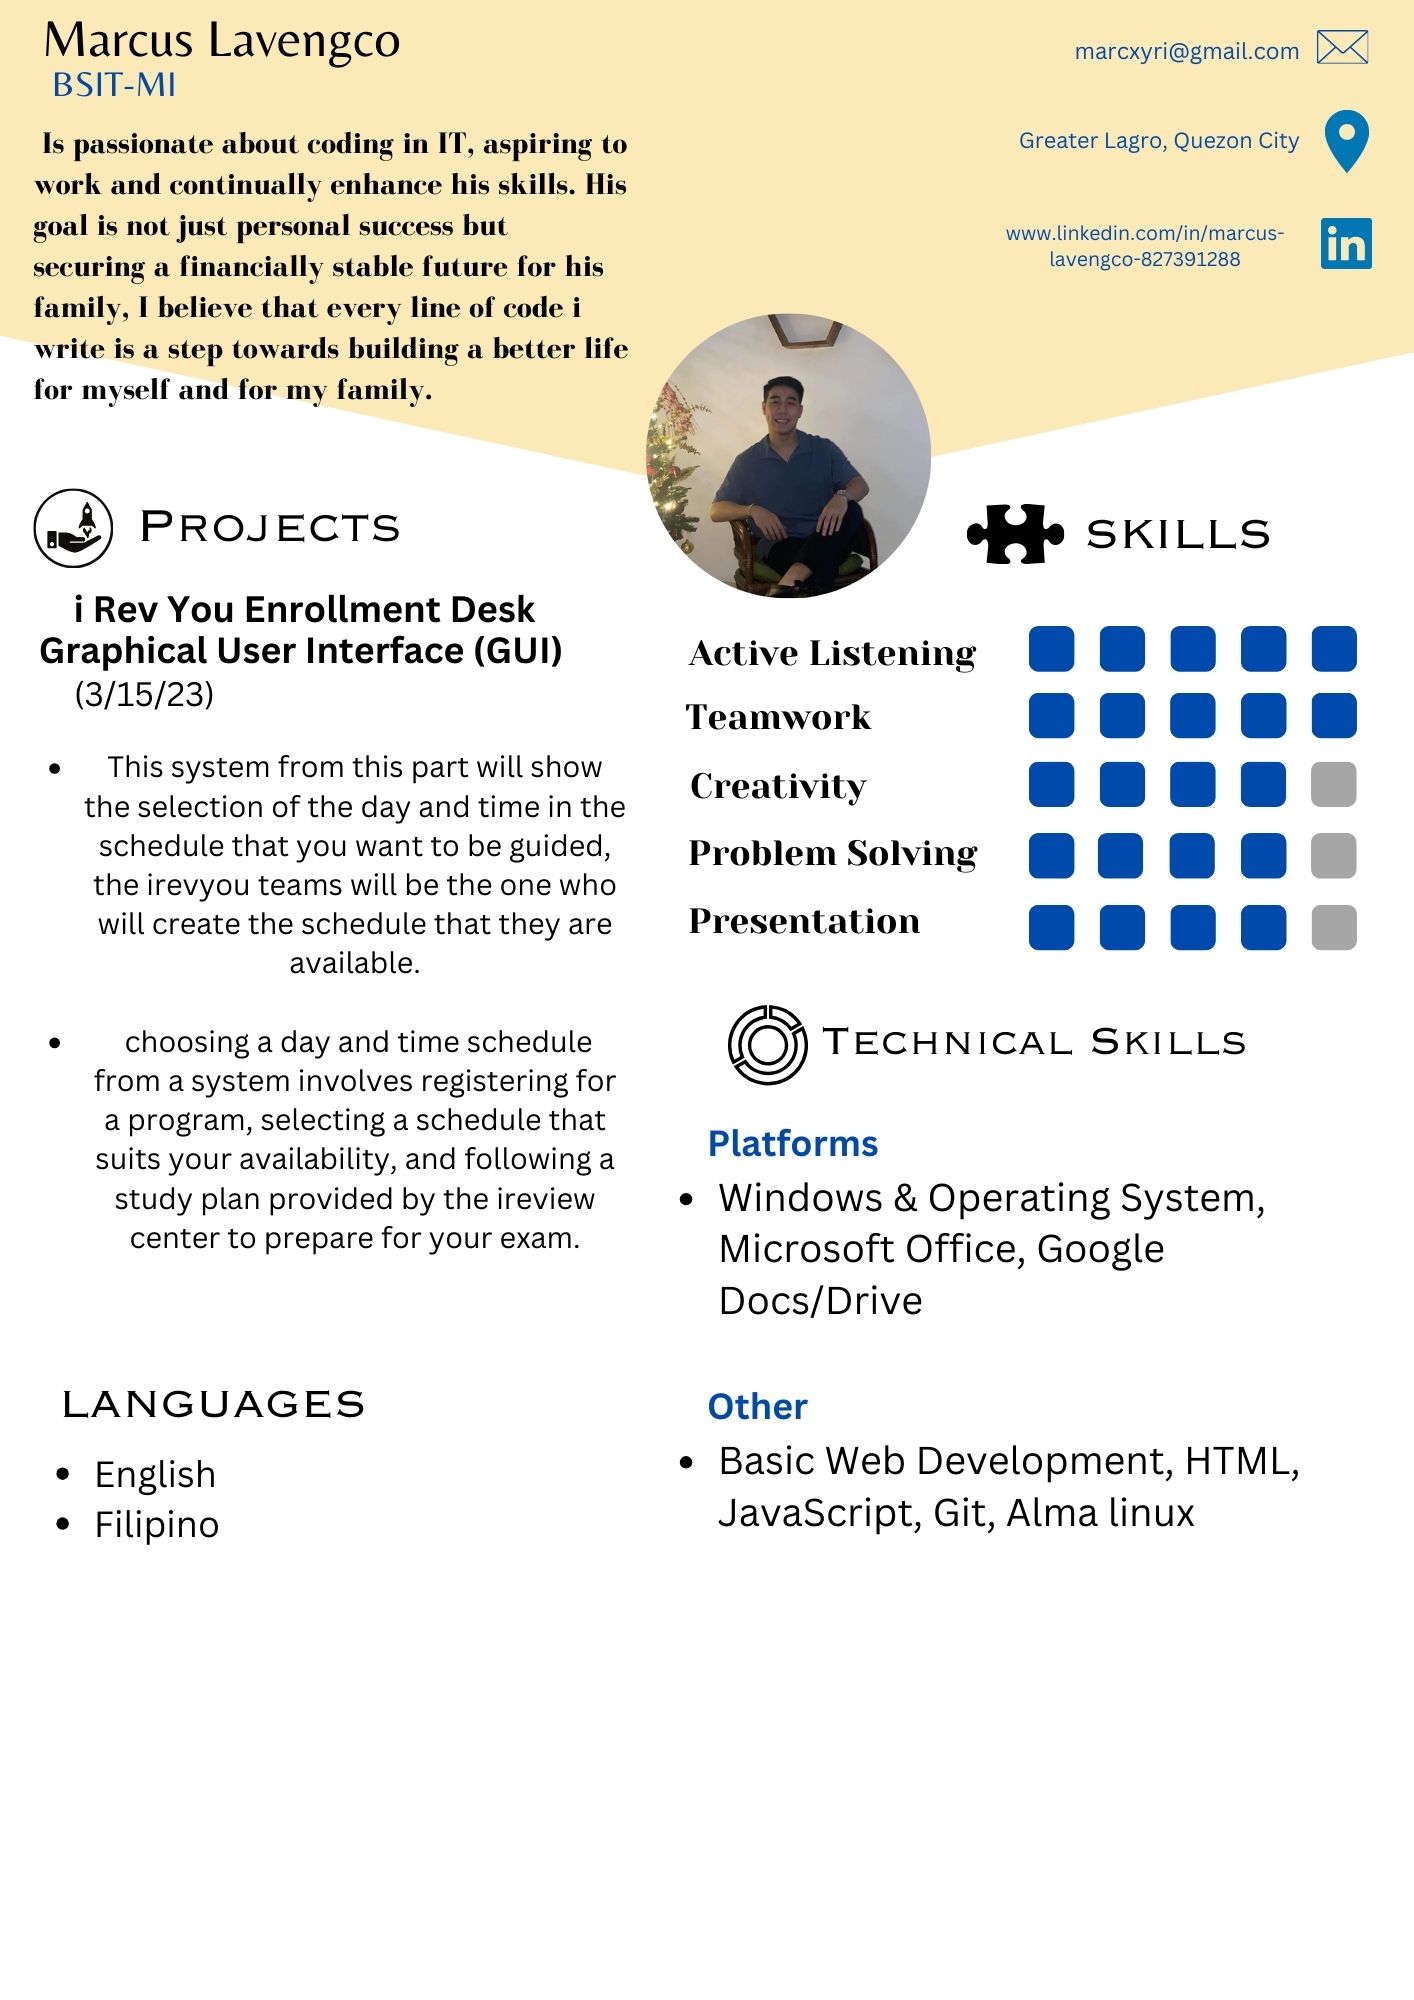 Marcus Lavengco
BSIT-MI
Is passionate about coding in IT, aspiring to
work and continually enhance his skills. His
goal is not just personal success but
securing a financially stable future for his
family, I believe that every line of code i
write is a step towards building a better life
for myself and for my family.
marcxyri@gmail.com
Greater Lagro, Quezon City
www.linkedin.com/in/marcus-
lavengco-827391288
in
PROJECTS
i Rev You Enrollment Desk
Graphical User Interface (GUI)
(3/15/23)
• This system from this part will show
the selection of the day and time in the
schedule that you want to be guided,
the irevyou teams will be the one who
will create the schedule that they are
available.
• choosing a day and time schedule
from a system involves registering for
a program, selecting a schedule that
suits your availability, and following a
study plan provided by the ireview
center to prepare for your exam.
LANGUAGES
• English
• Filipino
SKILLS
Active Listening
Teamwork
Creativity
Problem Solving
Presentation
TECHNICAL SKILLS
Platforms
• Windows & Operating System,
Microsoft Office, Google
Docs/Drive
Other
• Basic Web Development, HTML,
JavaScript, Git, Alma linux